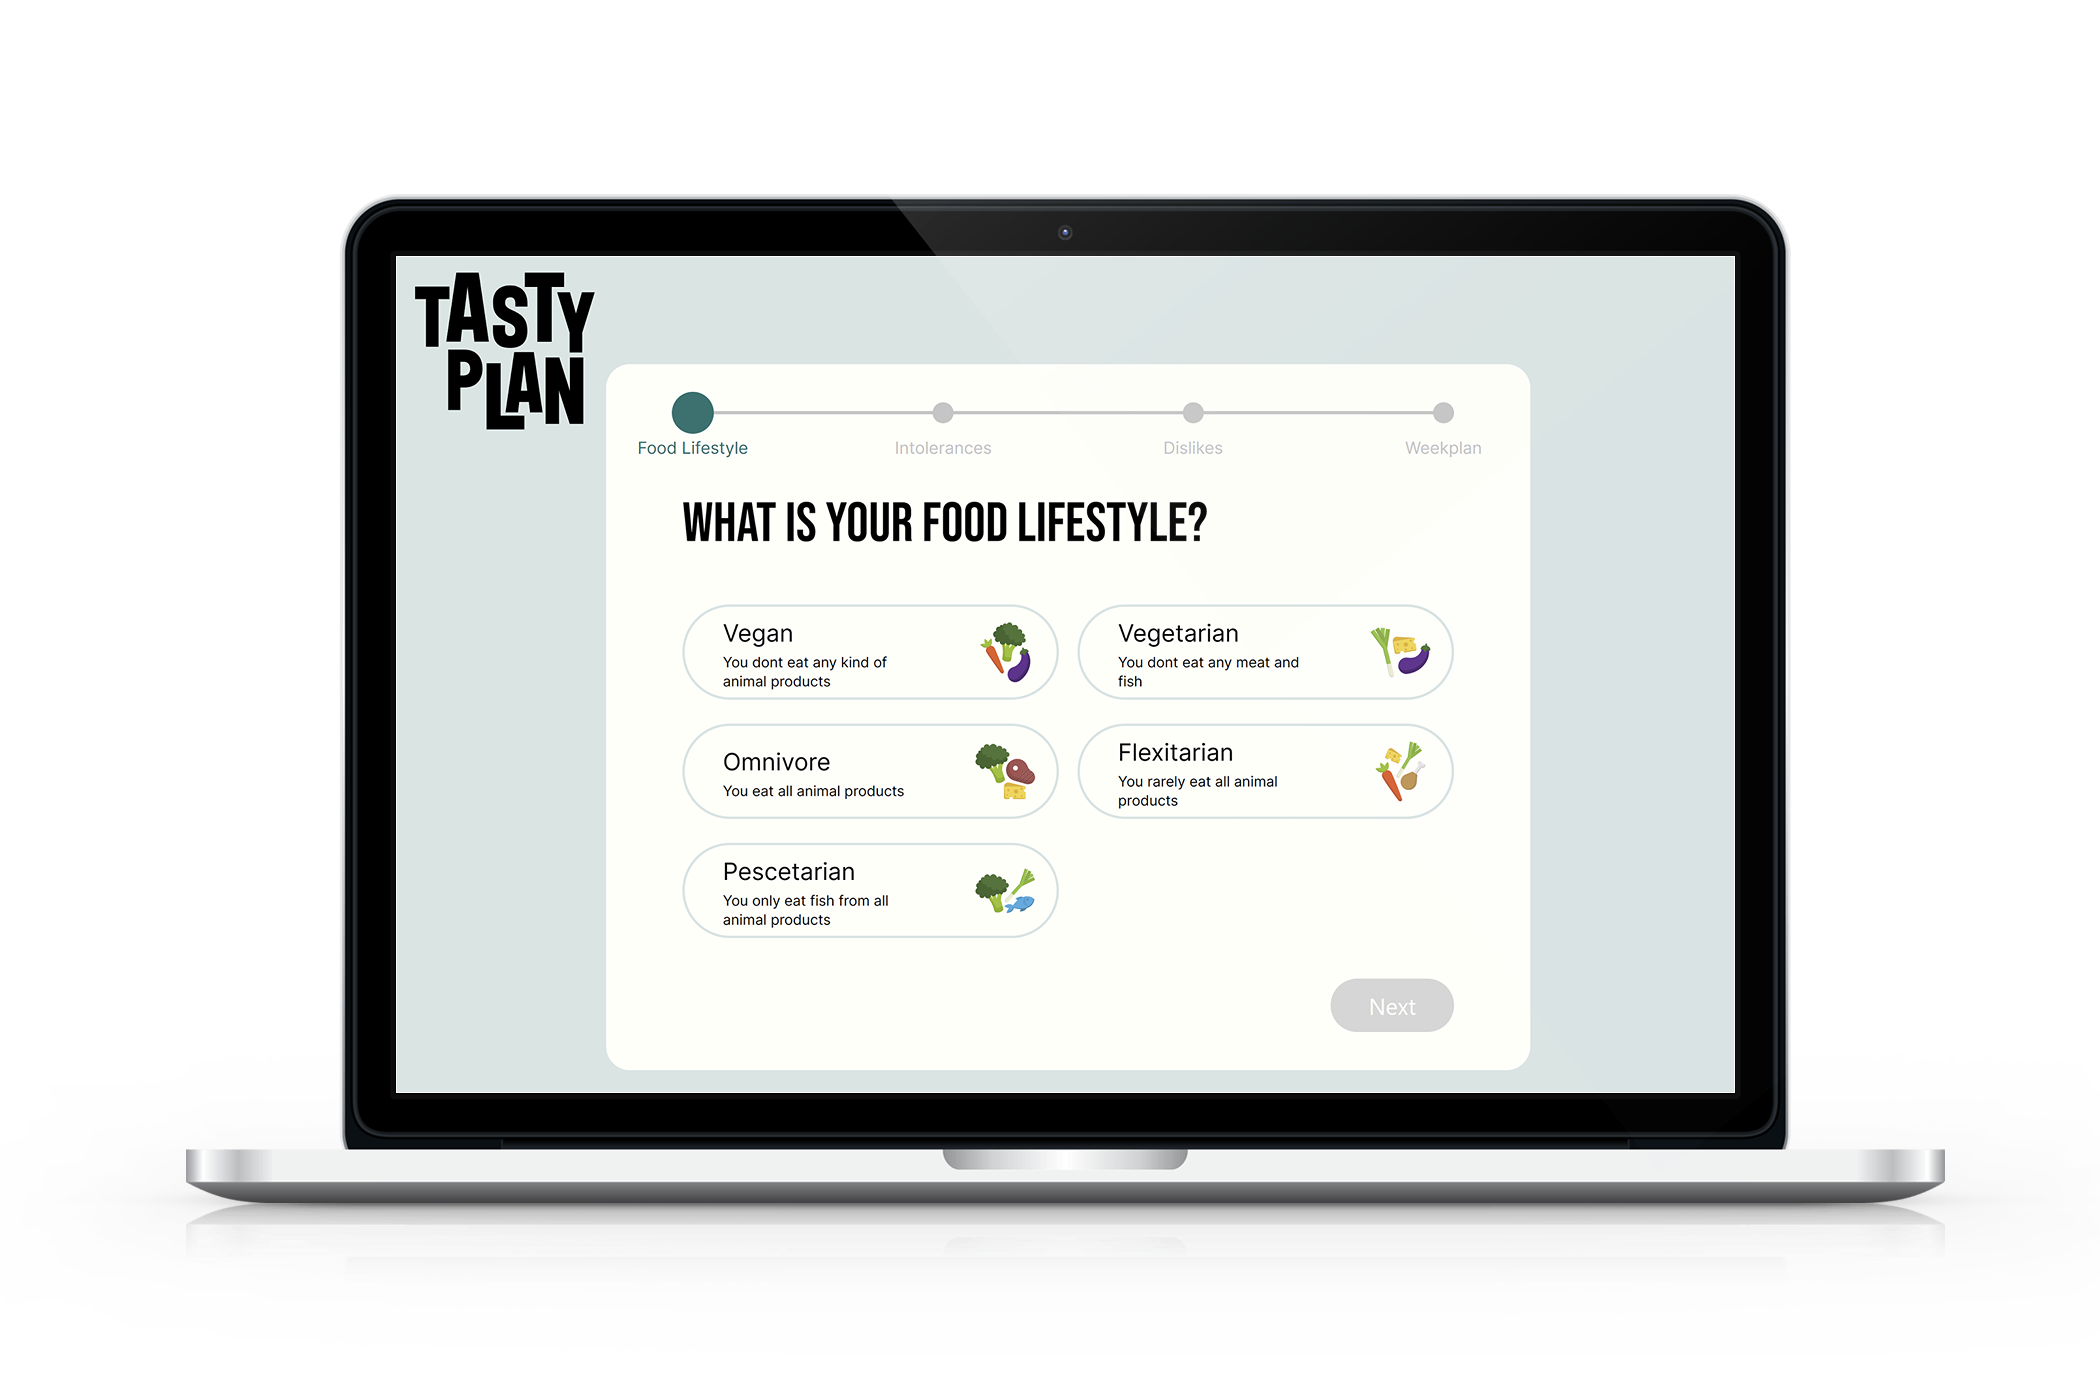 TASTY
PLAN
Food Lifestyle
Intolerances
Dislikes
Weekplan
WHAT IS YOUR FOOD LIFESTYLE?
Vegan
You dont eat any kind of
animal products
Vegetarian
You dont eat any meat and
fish
Omnivore
You eat all animal products
Flexitarian
You rarely eat all animal
products
Pescetarian
You only eat fish from all
animal products
Next